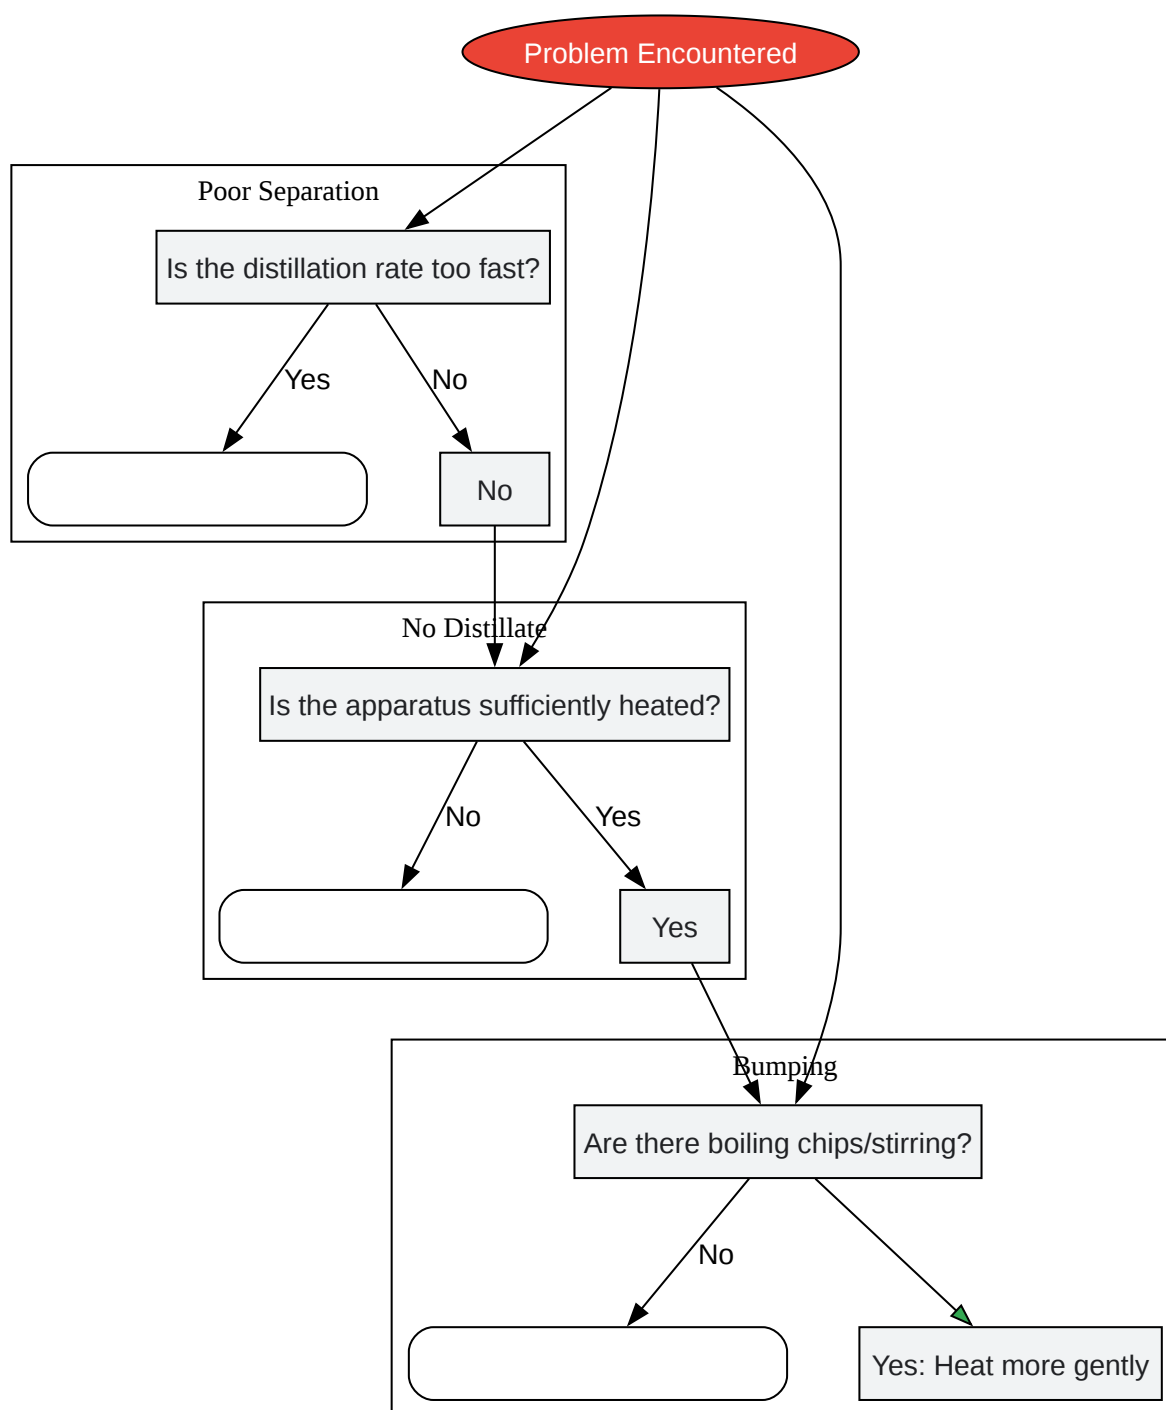 Problem Encountered
Poor Separation
Is the distillation rate too fast?
Yes
No
No
No Distillate
Is the apparatus sufficiently heated?
No
Yes
Yes
Bumping
Are there boiling chips/stirring?
No
Yes: Heat more gently